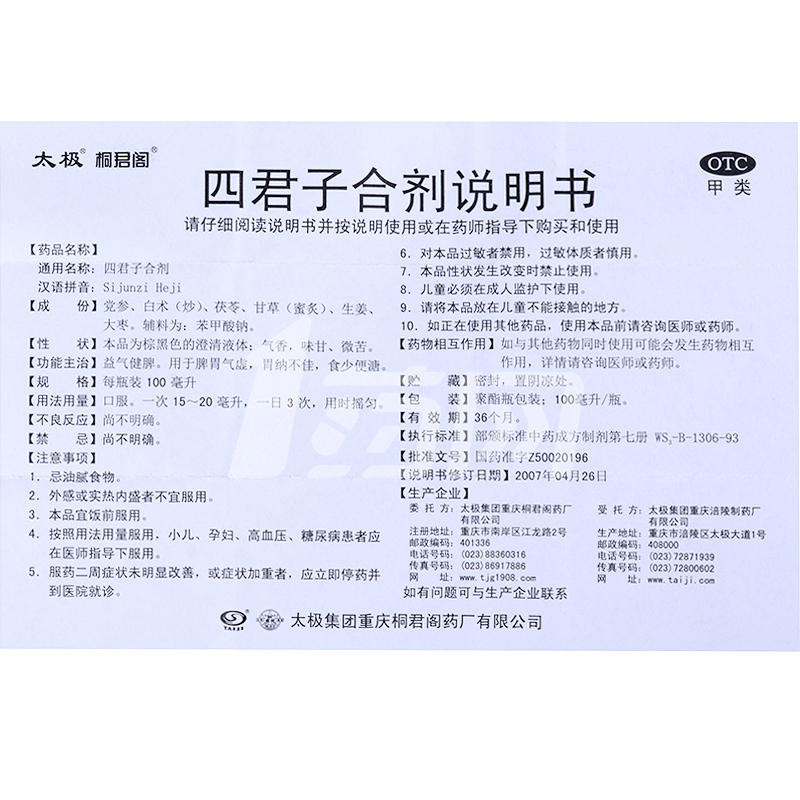 太极® 桐君阁®
OTC
甲类
四君子合剂说明书
请仔细阅读说明书并按说明使用或在药师指导下购买和使用
【药品名称】
通用名称：四君子合剂
汉语拼音：Sijunzi Heji
【成　份】党参、白术（炒）、茯苓、甘草（蜜炙）、生姜、
大枣。辅料为：苯甲酸钠。
【性　状】本品为棕黑色的澄清液体；气香，味甘、微苦。
【功能主治】益气健脾。用于脾胃气虚，胃纳不佳，食少便溏。
【规　格】每瓶装100毫升
【用法用量】口服。一次15～20毫升，一日3次，用时摇匀。
【不良反应】尚不明确。
【禁　忌】尚不明确。
【注意事项】
1．忌油腻食物。
2．外感或实热内盛者不宜服用。
3．本品宜饭前服用。
4．按照用法用量服用，小儿、孕妇、高血压、糖尿病患者应
在医师指导下服用。
5．服药二周症状未明显改善，或症状加重者，应立即停药并
到医院就诊。
6．对本品过敏者禁用，过敏体质者慎用。
7．本品性状发生改变时禁止使用。
8．儿童必须在成人监护下使用。
9．请将本品放在儿童不能接触的地方。
10．如正在使用其他药品，使用本品前请咨询医师或药师。
【药物相互作用】如与其他药物同时使用可能会发生药物相互
作用，详情请咨询医师或药师。
【贮　藏】密封，置阴凉处。
【包　装】聚酯瓶包装；100毫升/瓶。
【有 效 期】36个月。
【执行标准】部颁标准中药成方制剂第七册 WS₃-B-1306-93
【批准文号】国药准字Z50020196
【说明书修订日期】2007年04月26日
【生产企业】
委 托 方：太极集团重庆桐君阁药厂
有限公司
注册地址：重庆市南岸区江龙路2号
邮政编码：401336
电话号码：(023)88360316
传真号码：(023)86917886
网　址：www.tjg1908.com
受 托 方：太极集团重庆涪陵制药厂
有限公司
生产地址：重庆市涪陵区太极大道1号
邮政编码：408000
电话号码：(023)72871939
传真号码：(023)72800602
网　址：www.taiji.com
如有问题可与生产企业联系
TAIJI 太极集团重庆桐君阁药厂有限公司